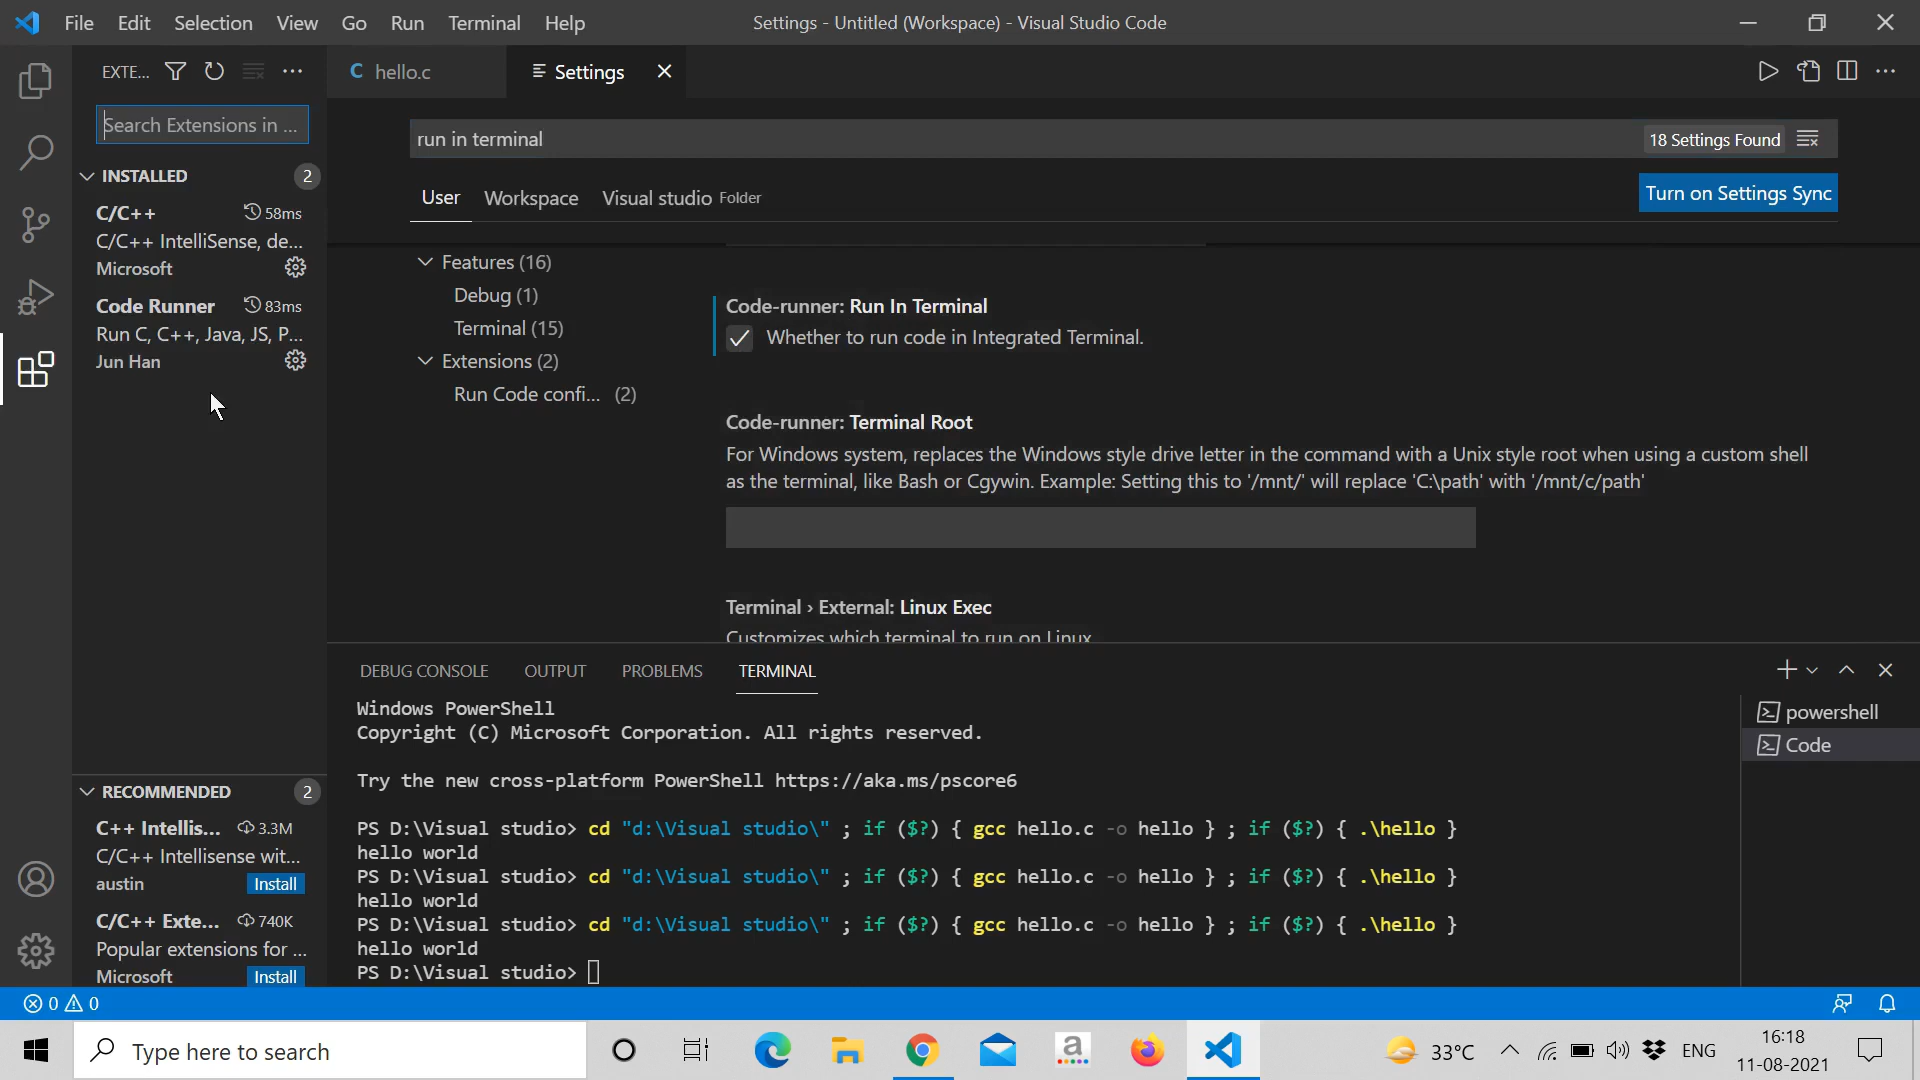 File Edit Selection View Go Run Terminal Help
Settings - Untitled (Workspace) - Visual Studio Code
EXTE...
C hello.c
Settings
Search Extensions in ...
run in terminal
18 Settings Found
INSTALLED 2
User Workspace Visual studio Folder
Turn on Settings Sync
C/C++ 58ms
C/C++ IntelliSense, de...
Microsoft
Code Runner 83ms
Run C, C++, Java, JS, P...
Jun Han
Features (16)
Debug (1)
Terminal (15)
Extensions (2)
Run Code confi... (2)
Code-runner: Run In Terminal
Whether to run code in Integrated Terminal.
Code-runner: Terminal Root
For Windows system, replaces the Windows style drive letter in the command with a Unix style root when using a custom shell
as the terminal, like Bash or Cgywin. Example: Setting this to '/mnt/' will replace 'C:\path' with '/mnt/c/path'
Terminal › External: Linux Exec
Customizes which terminal to run on Linux.
DEBUG CONSOLE OUTPUT PROBLEMS TERMINAL
Windows PowerShell
Copyright (C) Microsoft Corporation. All rights reserved.
Try the new cross-platform PowerShell https://aka.ms/pscore6
PS D:\Visual studio> cd "d:\Visual studio\" ; if ($?) { gcc hello.c -o hello } ; if ($?) { .\hello }
hello world
PS D:\Visual studio> cd "d:\Visual studio\" ; if ($?) { gcc hello.c -o hello } ; if ($?) { .\hello }
hello world
PS D:\Visual studio> cd "d:\Visual studio\" ; if ($?) { gcc hello.c -o hello } ; if ($?) { .\hello }
hello world
PS D:\Visual studio>
powershell
Code
RECOMMENDED 2
C++ Intellis... 3.3M
C/C++ Intellisense wit...
austin Install
C/C++ Exte... 740K
Popular extensions for ...
Microsoft Install
0 0
Type here to search
a
33°C
ENG
16:18
11-08-2021